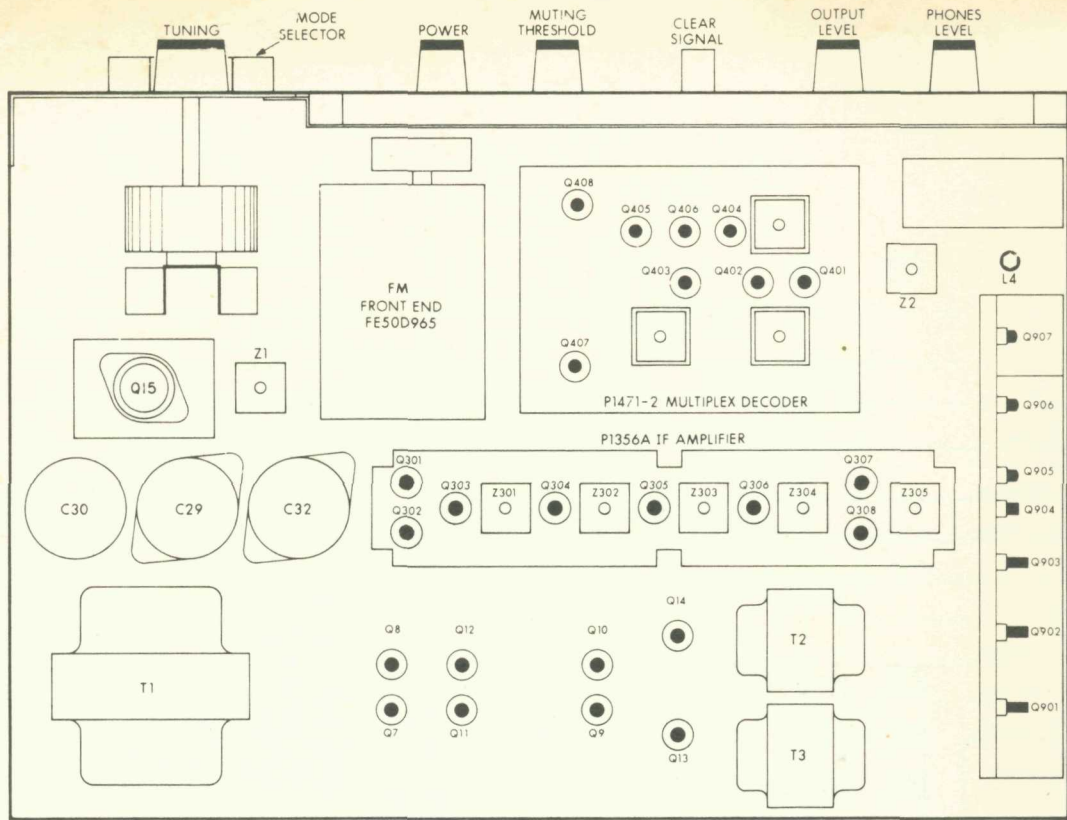 TUNING
MODE
SELECTOR
POWER
MUTING
THRESHOLD
CLEAR
SIGNAL
OUTPUT
LEVEL
PHONES
LEVEL
Q408
Q405
Q406
Q404
Q403
Q402
Q401
Q407
P1471-2 MULTIPLEX DECODER
FM
FRONT END
FE50D965
Z2
L4
Z1
Q15
Q907
Q906
Q905
Q904
Q903
Q902
Q901
P1356A IF AMPLIFIER
Q301
Q302
Q303
Z301
Q304
Z302
Q305
Z303
Q306
Z304
Q307
Q308
Z305
C30
C29
C32
T1
Q8
Q12
Q10
Q14
Q7
Q11
Q9
Q13
T2
T3